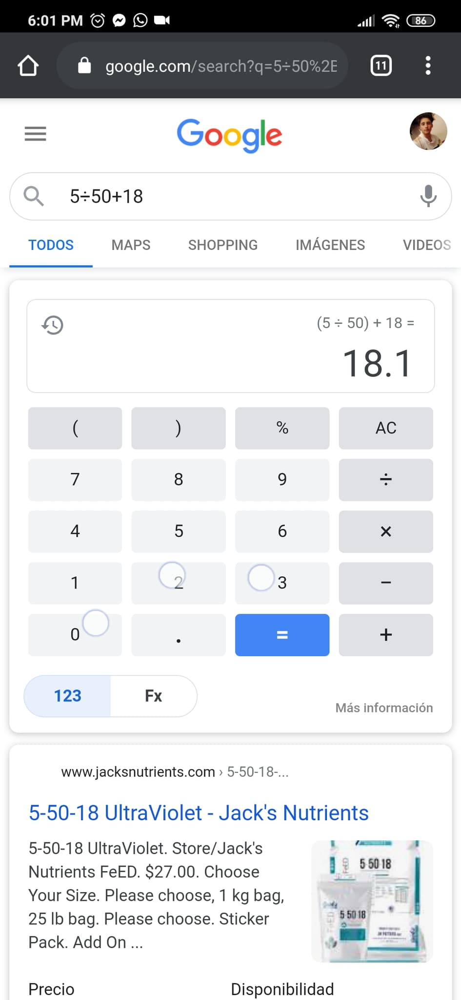 6:01 PM
86
google.com/search?q=5÷50%2E
11
Google
5÷50+18
TODOS MAPS SHOPPING IMÁGENES VIDEOS
(5 ÷ 50) + 18 =
18.1
( ) % AC
7 8 9 ÷
4 5 6 ×
1 2 3 −
0 . = +
123 Fx
Más información
www.jacksnutrients.com › 5-50-18-...
5-50-18 UltraViolet - Jack's Nutrients
5-50-18 UltraViolet. Store/Jack's
Nutrients FeED. $27.00. Choose
Your Size. Please choose, 1 kg bag,
25 lb bag. Please choose. Sticker
Pack. Add On ...
FeED
5 50 18
5 50 18
Precio Disponibilidad